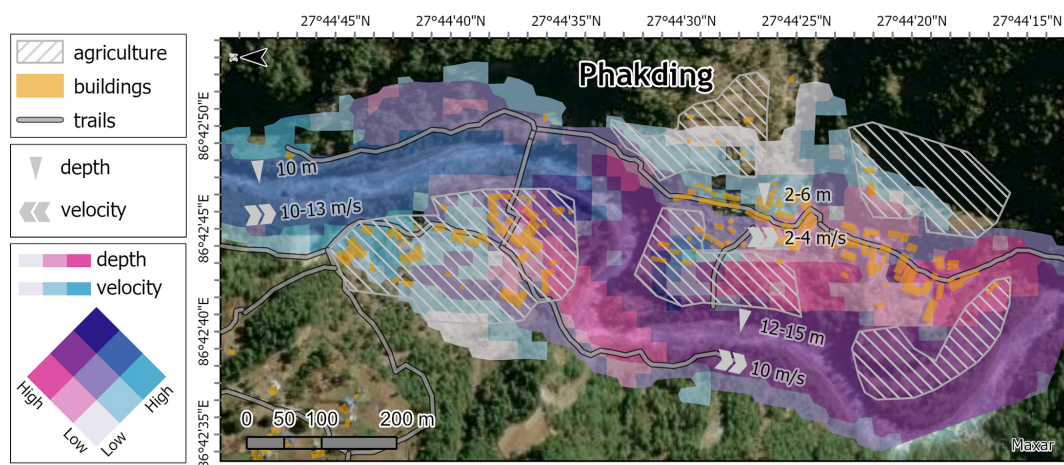 27°44'45"N 27°44'40"N 27°44'35"N 27°44'30"N 27°44'25"N 27°44'20"N 27°44'15"N
agriculture
buildings
trails
depth
velocity
depth
velocity
High
Low
Low
High
86°42'50"E
86°42'45"E
86°42'40"E
86°42'35"E
Phakding
10 m
10-13 m/s
2-6 m
2-4 m/s
12-15 m
10 m/s
0 50 100 200 m
Maxar